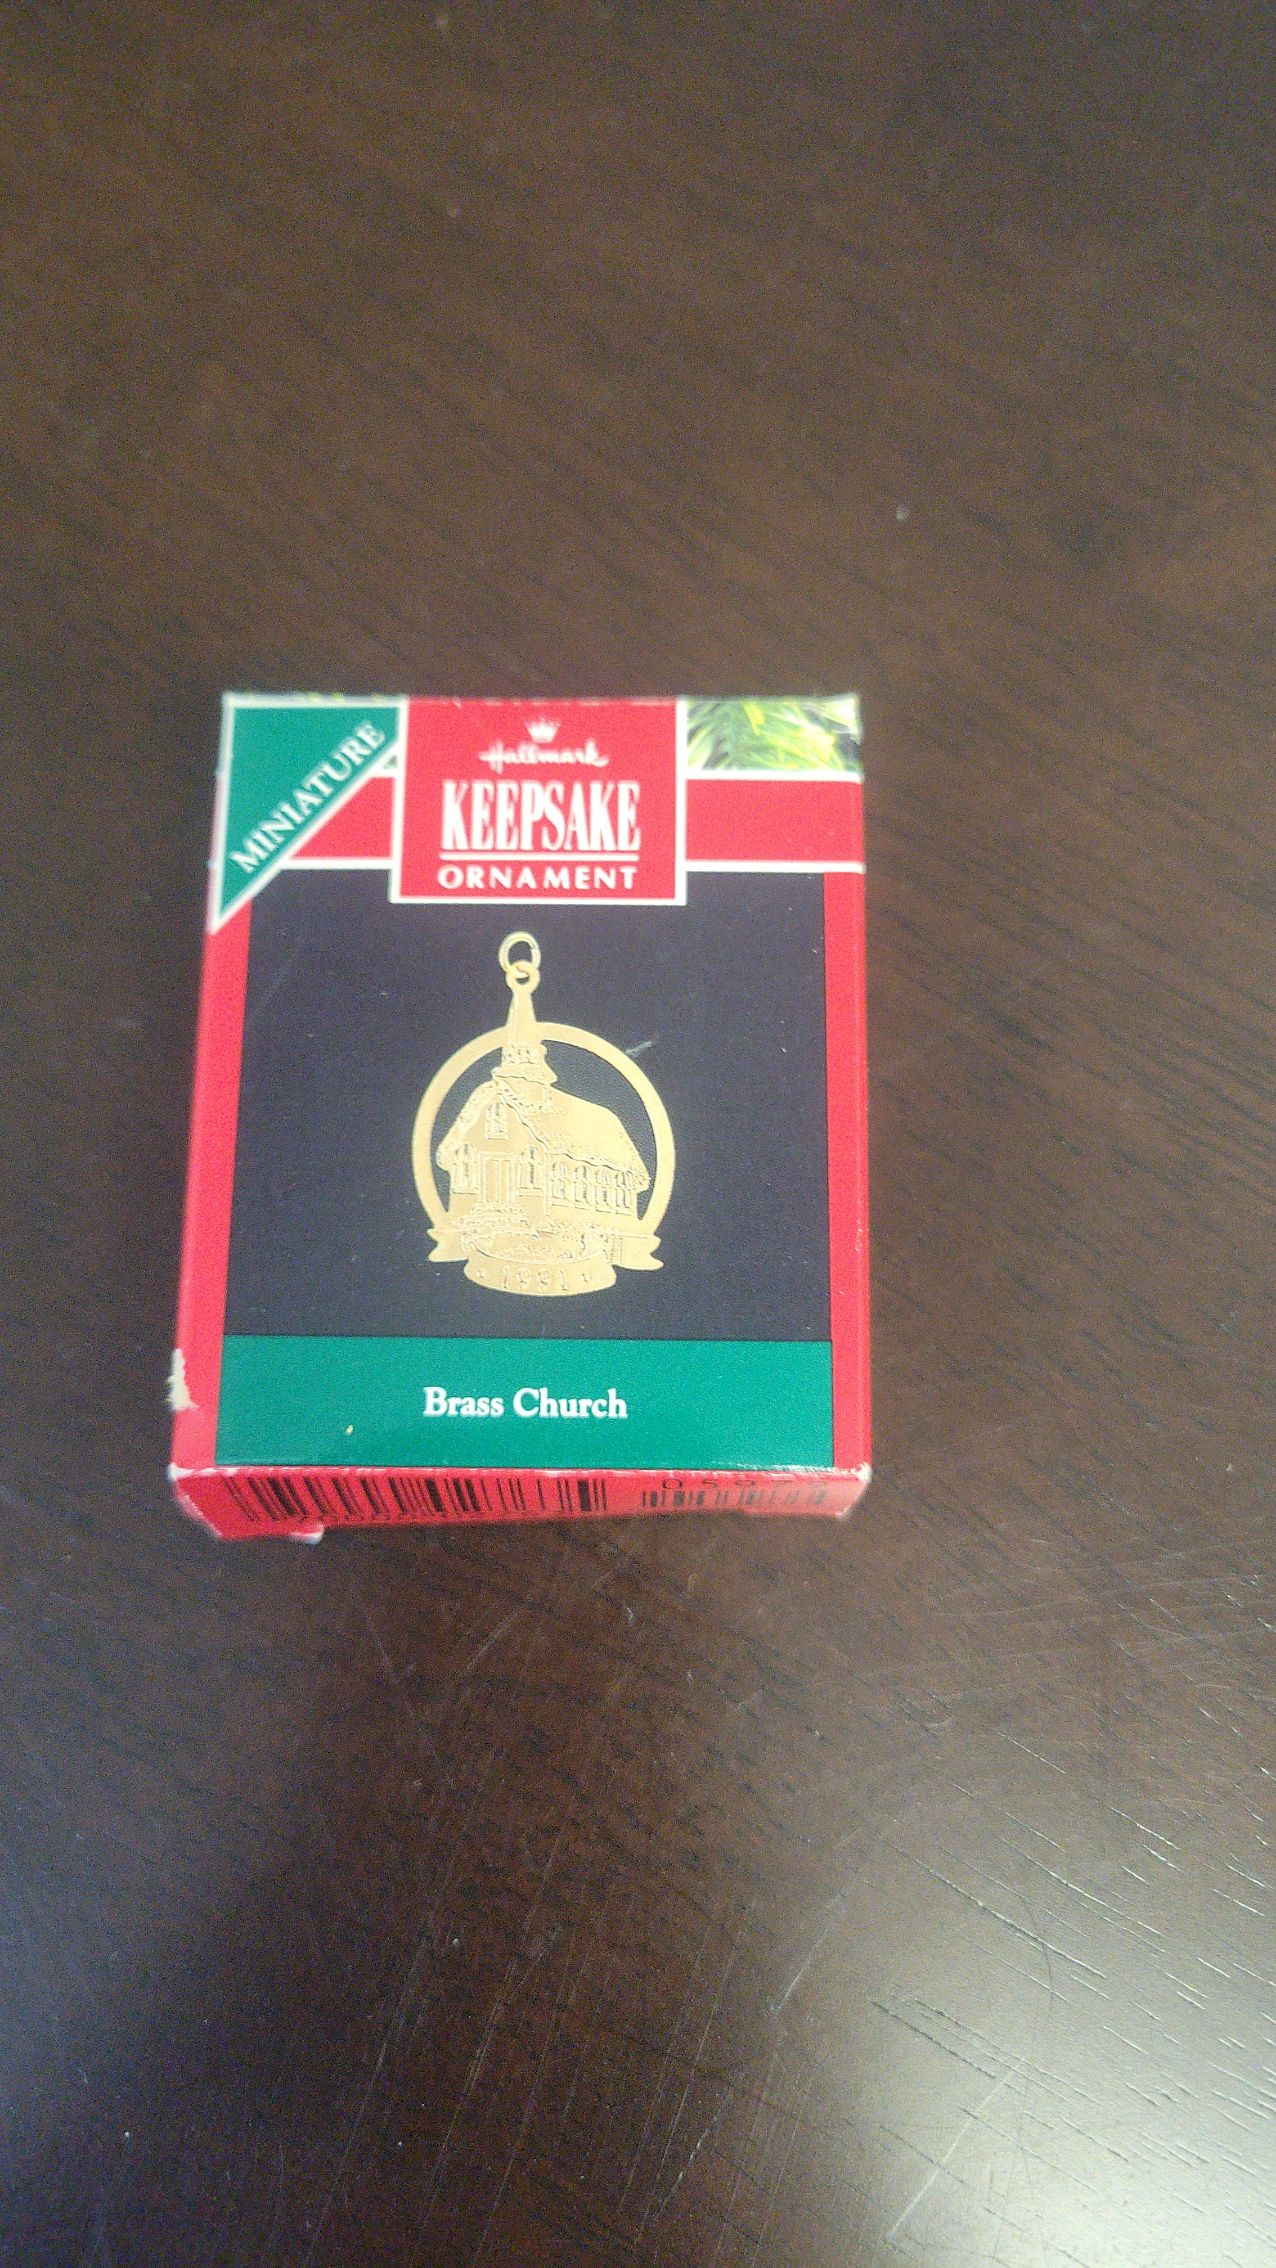 MINIATURE
Hallmark
KEEPSAKE
ORNAMENT
1991
Brass Church